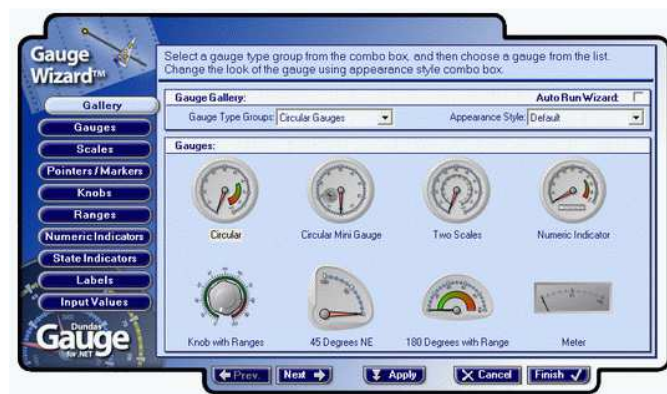 Gauge
Wizard™
Select a gauge type group from the combo box, and then choose a gauge from the list.
Change the look of the gauge using appearance style combo box.
Gallery
Gauges
Scales
Pointers / Markers
Knobs
Ranges
Numeric Indicators
State Indicators
Labels
Input Values
Dundas
Gauge
for .NET
Gauge Gallery:
Auto Run Wizard:
Gauge Type Groups: Circular Gauges
Appearance Style: Default
Gauges:
Circular
Circular Mini Gauge
Two Scales
Numeric Indicator
Knob with Ranges
45 Degrees NE
180 Degrees with Range
Meter
Prev.
Next
Apply
Cancel
Finish